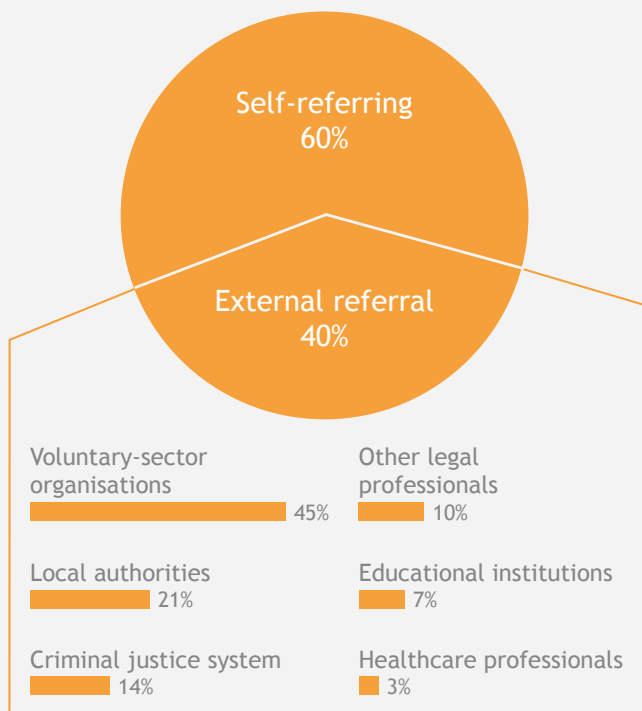 Self-referring
60%
External referral
40%
Voluntary-sector
organisations
45%
Local authorities
21%
Criminal justice system
14%
Other legal
professionals
10%
Educational institutions
7%
Healthcare professionals
3%